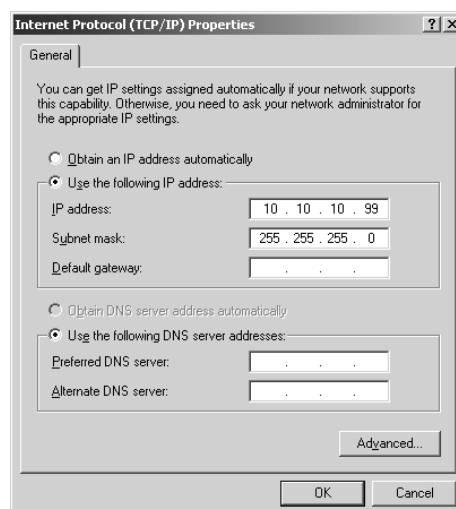 Internet Protocol (TCP/IP) Properties
General
You can get IP settings assigned automatically if your network supports
this capability. Otherwise, you need to ask your network administrator for
the appropriate IP settings.
Obtain an IP address automatically
Use the following IP address:
IP address: 10 . 10 . 10 . 99
Subnet mask: 255 . 255 . 255 . 0
Default gateway: . . .
Obtain DNS server address automatically
Use the following DNS server addresses:
Preferred DNS server: . . .
Alternate DNS server: . . .
Advanced...
OK Cancel